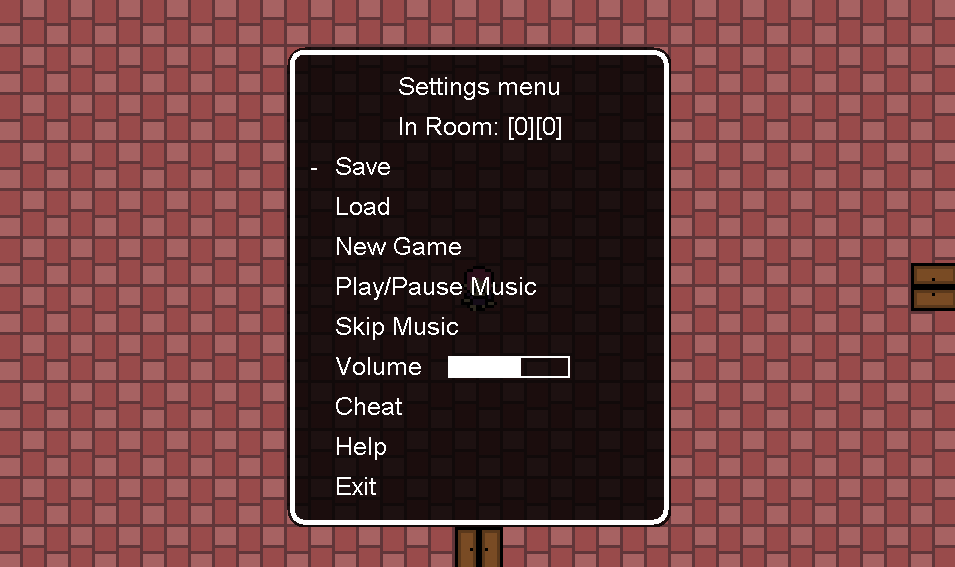 Settings menu
In Room: [0][0]
- Save
Load
New Game
Play/Pause Music
Skip Music
Volume
Cheat
Help
Exit